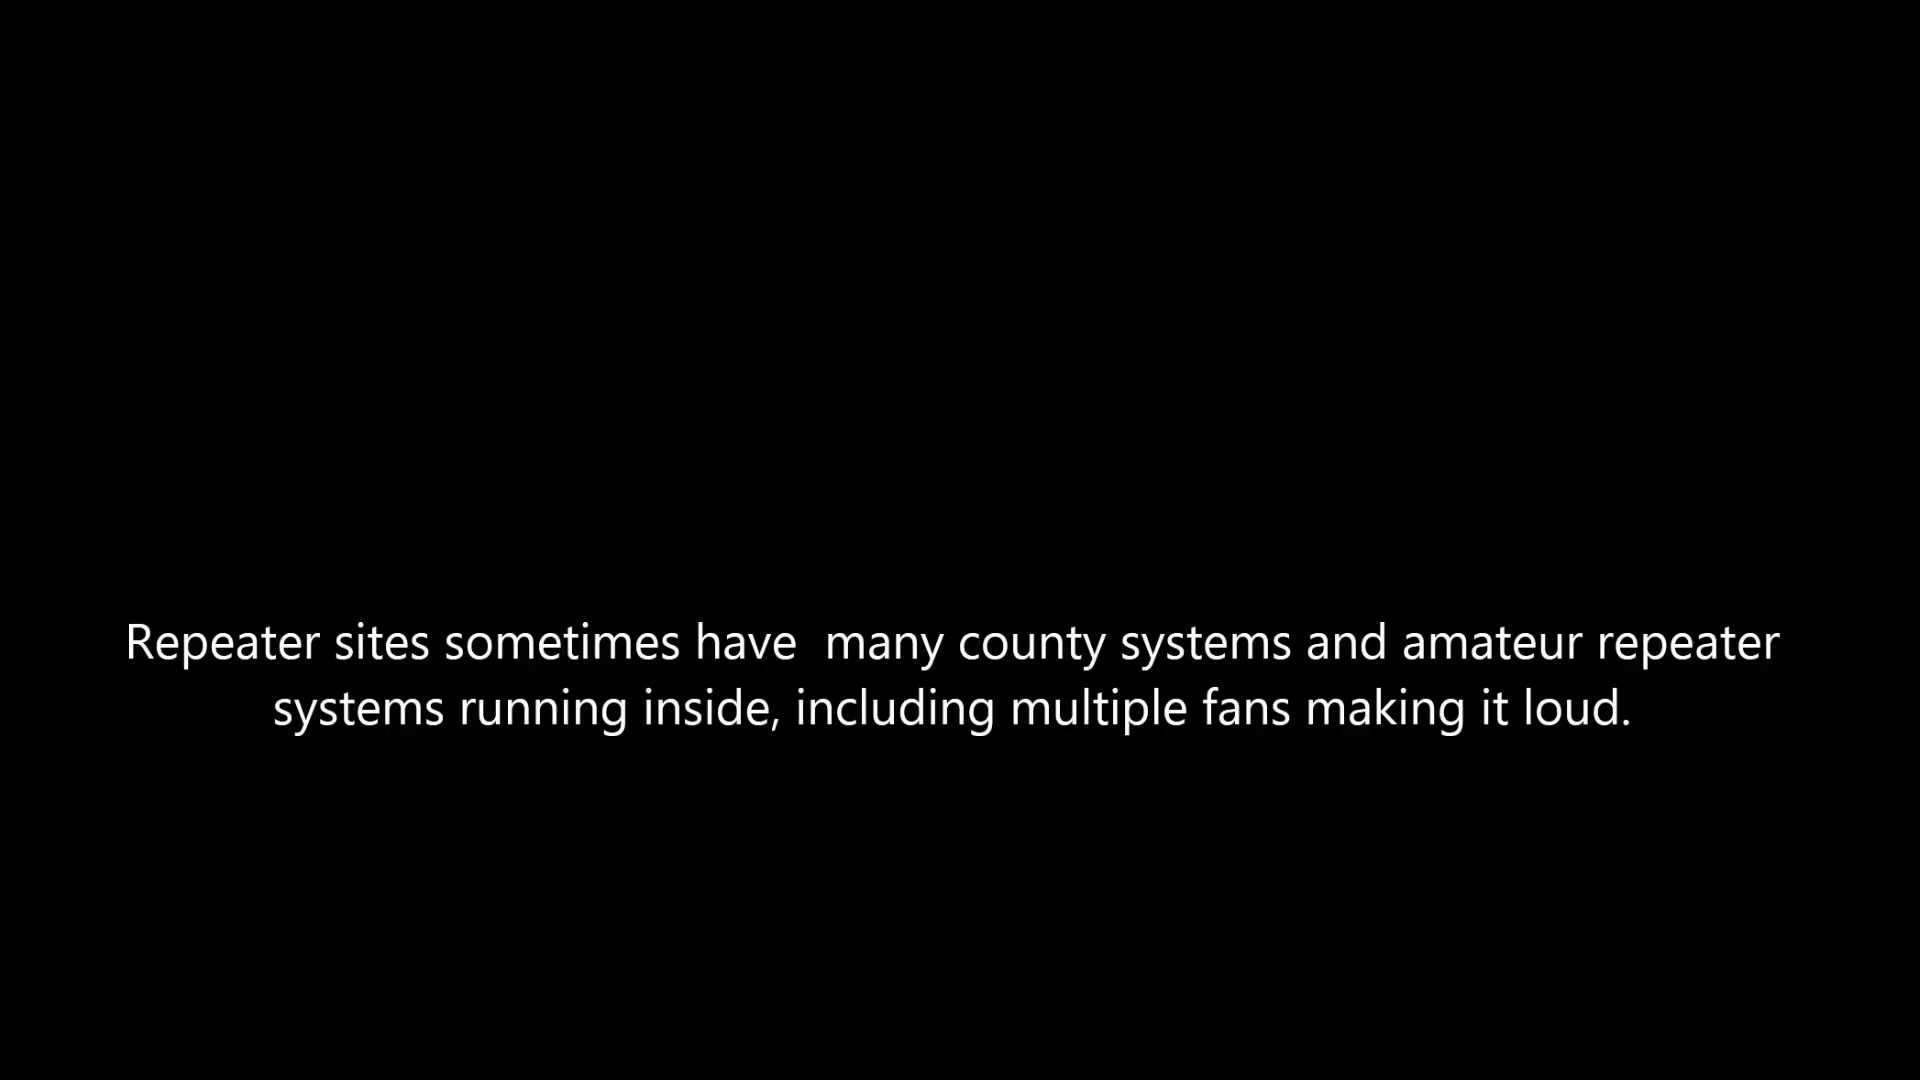 Repeater sites sometimes have  many county systems and amateur repeater
systems running inside, including multiple fans making it loud.